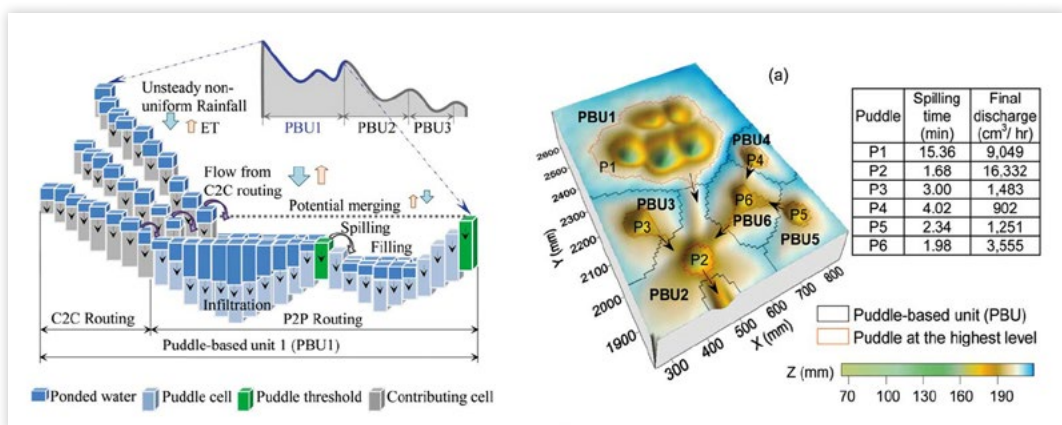 Unsteady non-
uniform Rainfall
ET
PBU1
PBU2
PBU3
Flow from
C2C routing
Potential merging
Spilling
Filling
Infiltration
C2C Routing
P2P Routing
Puddle-based unit 1 (PBU1)
Ponded water
Puddle cell
Puddle threshold
Contributing cell
(a)
PBU1
P1
PBU4
P4
PBU3
P3
P6
PBU6
P5
PBU5
P2
PBU2
Y (mm)
2600
2500
2400
2300
2200
2100
2000
1900
X (mm)
300
400
500
600
700
800
Puddle Spilling time (min) Final discharge (cm³/ hr)
P1 15.36 9,049
P2 1.68 16,332
P3 3.00 1,483
P4 4.02 902
P5 2.34 1,251
P6 1.98 3,555
Puddle-based unit (PBU)
Puddle at the highest level
Z (mm)
70 100 130 160 190